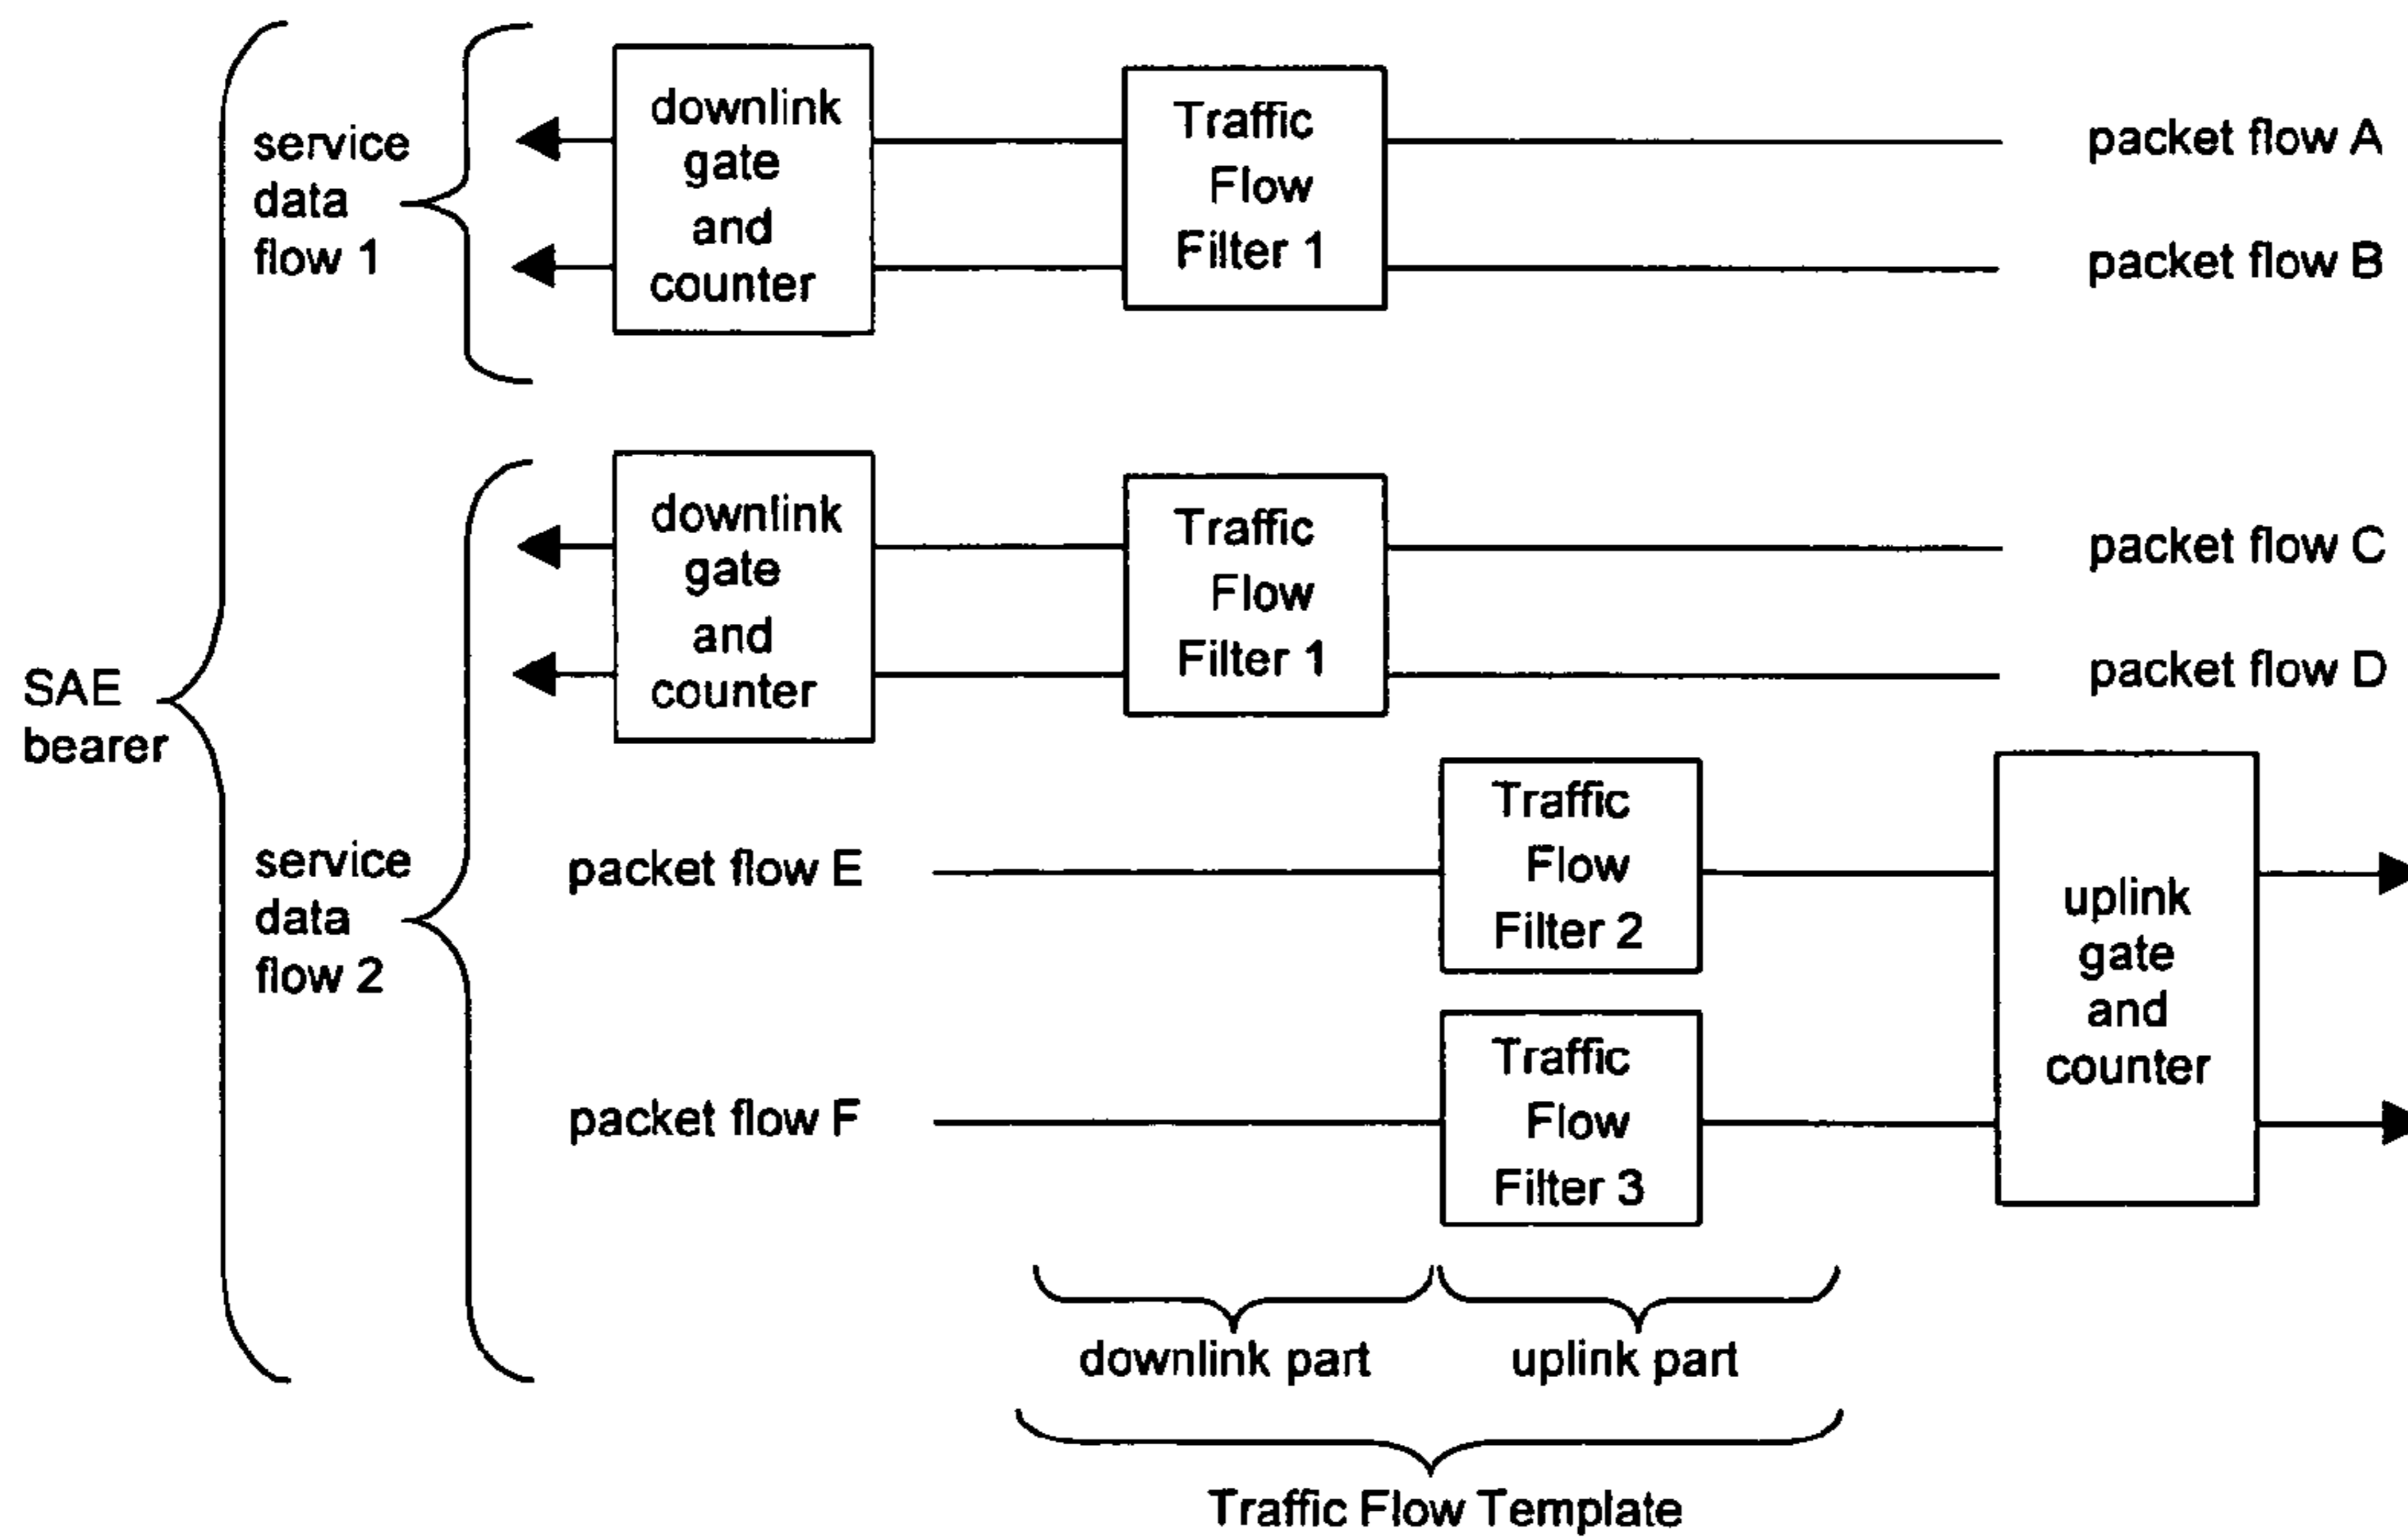 service
data
flow 1
downlink
gate
and
counter
Traffic
Flow
Filter 1
packet flow A
packet flow B
SAE
bearer
service
data
flow 2
downlink
gate
and
counter
Traffic
Flow
Filter 1
packet flow C
packet flow D
packet flow E
Traffic
Flow
Filter 2
packet flow F
Traffic
Flow
Filter 3
uplink
gate
and
counter
downlink part
uplink part
Traffic Flow Template